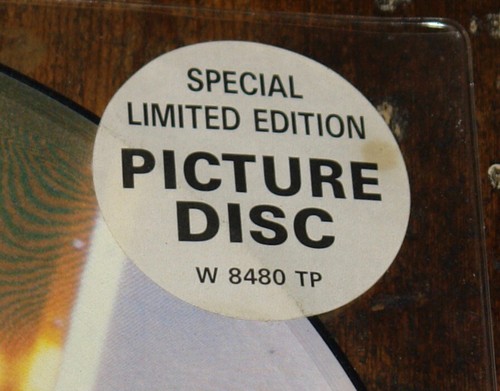 SPECIAL
LIMITED EDITION
PICTURE
DISC
W 8480 TP